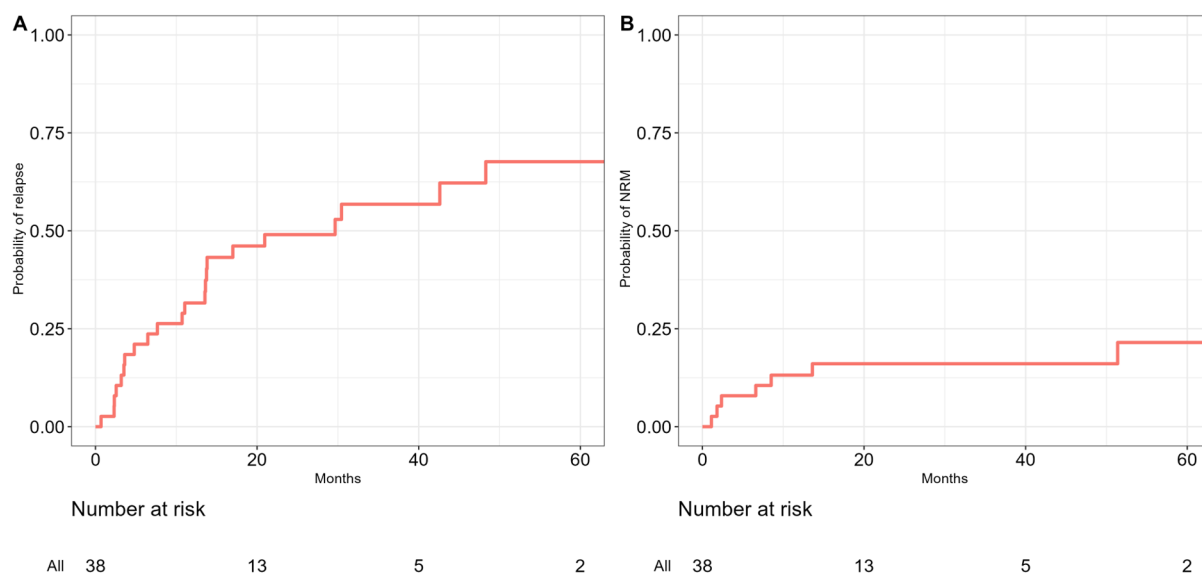 A
Probability of relapse
1.00
0.75
0.50
0.25
0.00
0 20 40 60
Months
Number at risk
All 38 13 5 2
B
Probability of NRM
1.00
0.75
0.50
0.25
0.00
0 20 40 60
Months
Number at risk
All 38 13 5 2